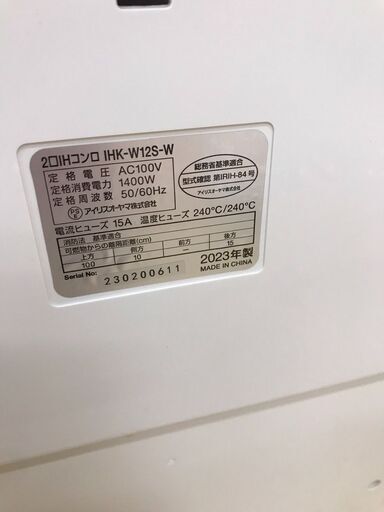 2口IHコンロ IHK-W12S-W
定格電圧 AC100V
定格消費電力 1400W
定格周波数 50/60Hz
PSE アイリスオーヤマ株式会社
総務省基準適合
型式確認 第IRIH-84号
アイリスオーヤマ株式会社
電流ヒューズ 15A 温度ヒューズ 240℃/240℃
消防法 基準適合
可燃物からの離隔距離(cm)
上方 側方 前方 後方
100 10 — 15
Serial No: 230200611
2023年製
MADE IN CHINA